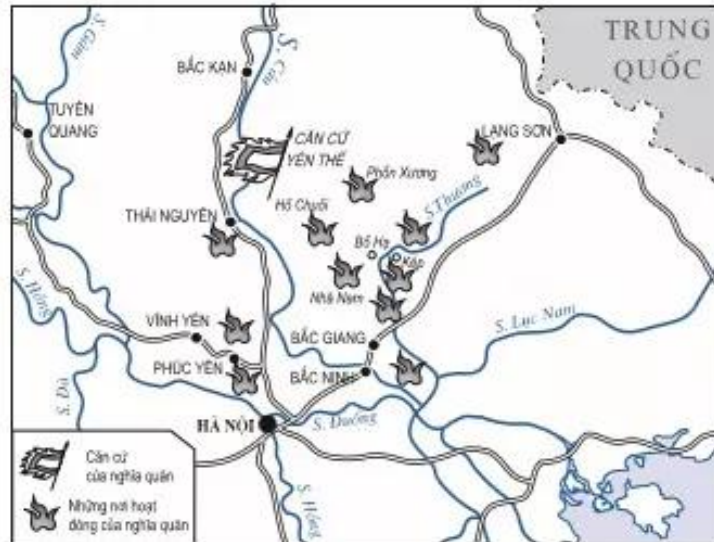 TRUNG
QUỐC
S. Gâm
S. Cầu
BẮC KẠN
TUYÊN
QUANG
CĂN CỨ
YÊN THẾ
LẠNG SƠN
Phồn Xương
THÁI NGUYÊN
Hố Chuối
S.Thương
Bố Hạ
Kép
Nhã Nam
S. Hồng
VĨNH YÊN
BẮC GIANG
S. Lục Nam
PHÚC YÊN
BẮC NINH
S. Đà
HÀ NỘI
S. Đuống
Căn cứ
của nghĩa quân
Những nơi hoạt
động của nghĩa quân
S. Hồng